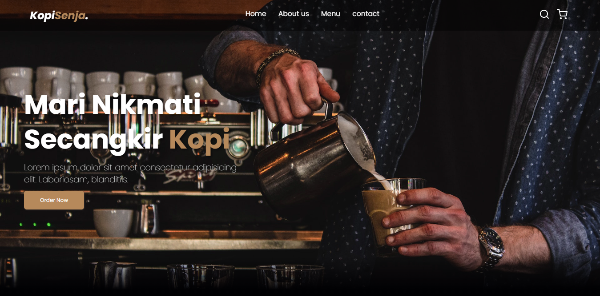 KopiSenja.
Home About us Menu contact
Mari Nikmati
Secangkir Kopi
Lorem ipsum dolor sit amet consectetur adipisicing
elit. Laboriosam, blanditiis.
Order Now